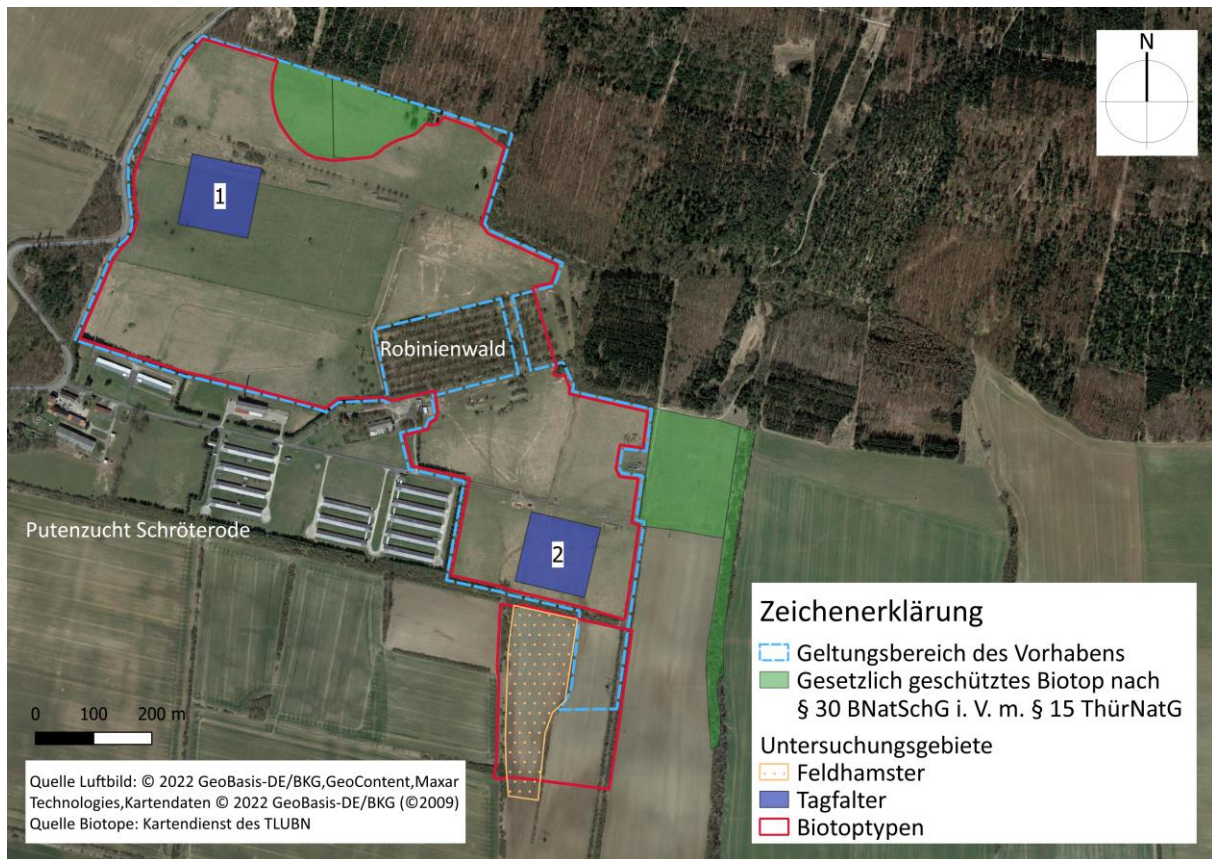 N
1
Robinienwald
Putenzucht Schröterode
2
0 100 200 m
Quelle Luftbild: © 2022 GeoBasis-DE/BKG,GeoContent,Maxar
Technologies,Kartendaten © 2022 GeoBasis-DE/BKG (©2009)
Quelle Biotope: Kartendienst des TLUBN
Zeichenerklärung
Geltungsbereich des Vorhabens
Gesetzlich geschütztes Biotop nach
§ 30 BNatSchG i. V. m. § 15 ThürNatG
Untersuchungsgebiete
Feldhamster
Tagfalter
Biotoptypen